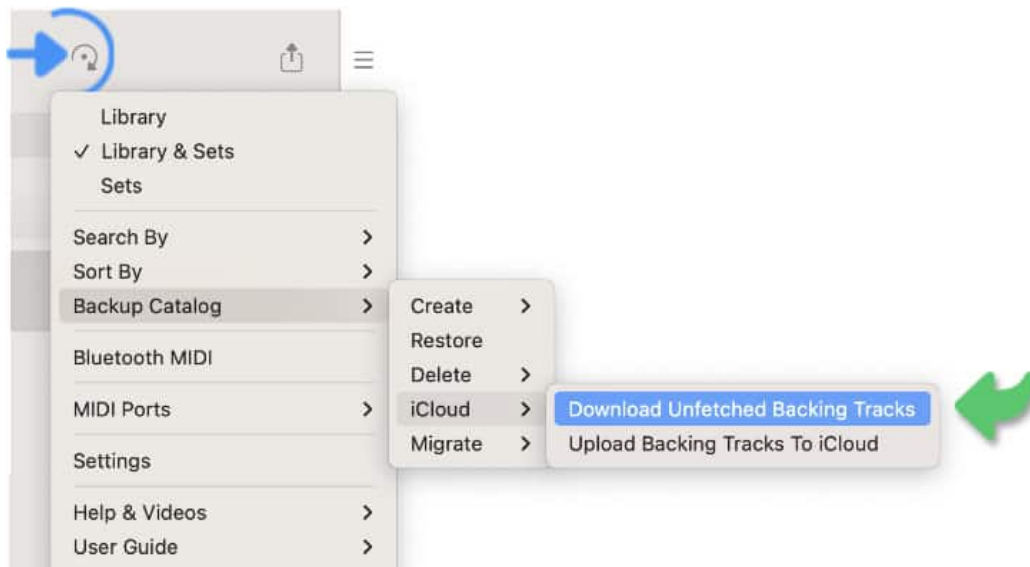 Library
✓ Library & Sets
Sets
Search By
Sort By
Backup Catalog
Bluetooth MIDI
MIDI Ports
Settings
Help & Videos
User Guide
Create
Restore
Delete
iCloud
Migrate
Download Unfetched Backing Tracks
Upload Backing Tracks To iCloud